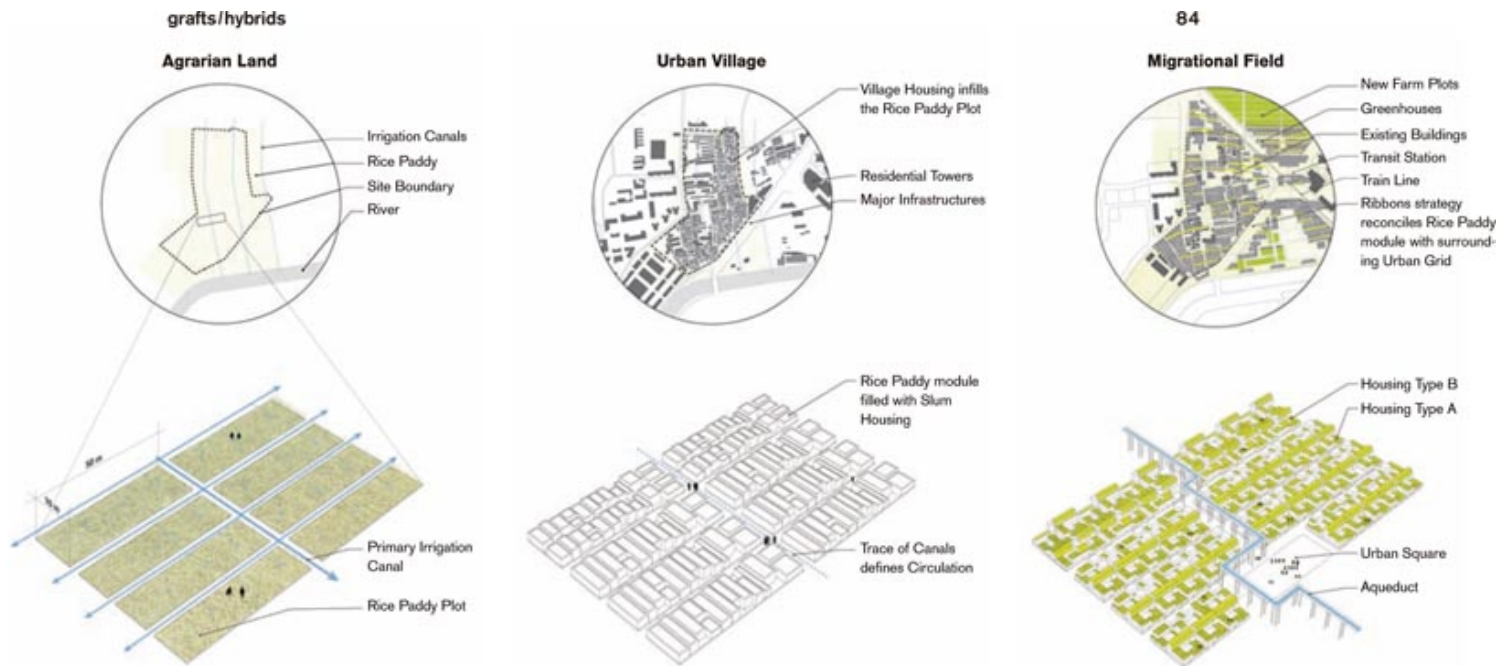 grafts/hybrids
84
Agrarian Land
Irrigation Canals
Rice Paddy
Site Boundary
River
50 m
Primary Irrigation
Canal
Rice Paddy Plot
Urban Village
Village Housing infills
the Rice Paddy Plot
Residential Towers
Major Infrastructures
Rice Paddy module
filled with Slum
Housing
Trace of Canals
defines Circulation
Migrational Field
New Farm Plots
Greenhouses
Existing Buildings
Transit Station
Train Line
Ribbons strategy
reconciles Rice Paddy
module with surround-
ing Urban Grid
Housing Type B
Housing Type A
Urban Square
Aqueduct